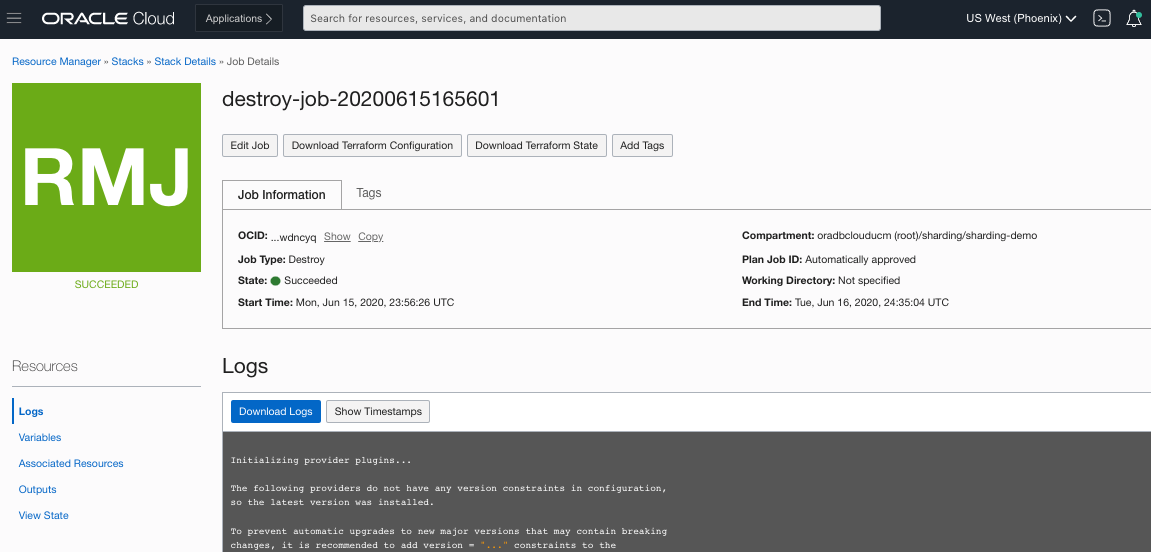 ORACLE Cloud
Applications
Search for resources, services, and documentation
US West (Phoenix)
Resource Manager » Stacks » Stack Details » Job Details
RMJ
SUCCEEDED
destroy-job-20200615165601
Edit Job
Download Terraform Configuration
Download Terraform State
Add Tags
Job Information
Tags
OCID: ...wdncyq Show Copy
Job Type: Destroy
State: Succeeded
Start Time: Mon, Jun 15, 2020, 23:56:26 UTC
Compartment: oradbclouducm (root)/sharding/sharding-demo
Plan Job ID: Automatically approved
Working Directory: Not specified
End Time: Tue, Jun 16, 2020, 24:35:04 UTC
Resources
Logs
Variables
Associated Resources
Outputs
View State
Logs
Download Logs
Show Timestamps
Initializing provider plugins...
The following providers do not have any version constraints in configuration,
so the latest version was installed.
To prevent automatic upgrades to new major versions that may contain breaking
changes, it is recommended to add version = "..." constraints to the